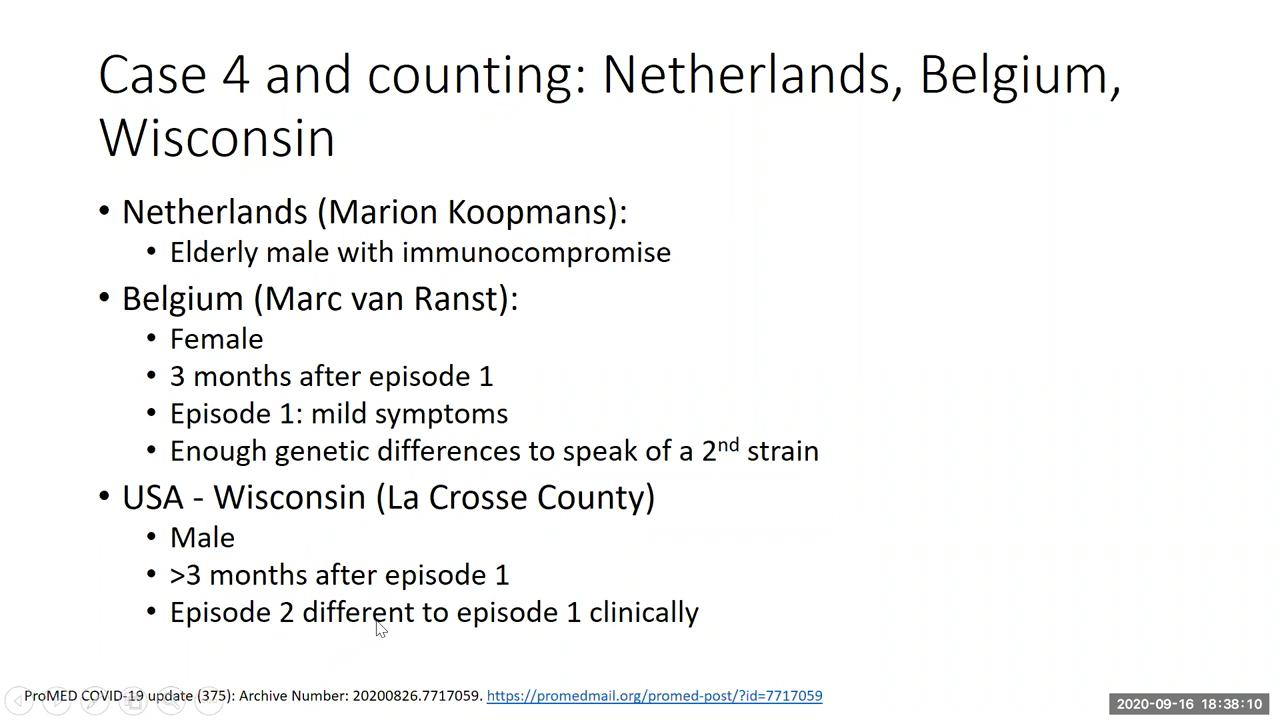 Case 4 and counting: Netherlands, Belgium,
Wisconsin
• Netherlands (Marion Koopmans):
• Elderly male with immunocompromise
• Belgium (Marc van Ranst):
• Female
• 3 months after episode 1
• Episode 1: mild symptoms
• Enough genetic differences to speak of a 2nd strain
• USA - Wisconsin (La Crosse County)
• Male
• >3 months after episode 1
• Episode 2 different to episode 1 clinically
ProMED COVID-19 update (375): Archive Number: 20200826.7717059. https://promedmail.org/promed-post/?id=7717059
2020-09-16 18:38:10